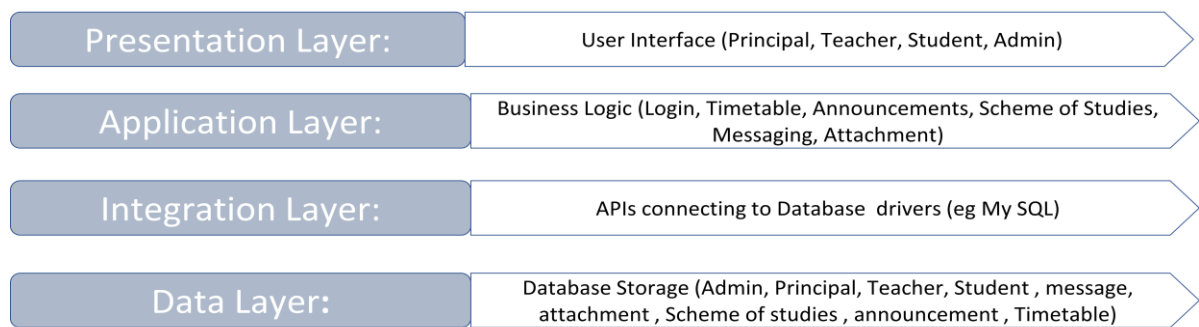 Presentation Layer:
User Interface (Principal, Teacher, Student, Admin)
Application Layer:
Business Logic (Login, Timetable, Announcements, Scheme of Studies,
Messaging, Attachment)
Integration Layer:
APIs connecting to Database drivers (eg My SQL)
Data Layer:
Database Storage (Admin, Principal, Teacher, Student , message,
attachment , Scheme of studies , announcement , Timetable)